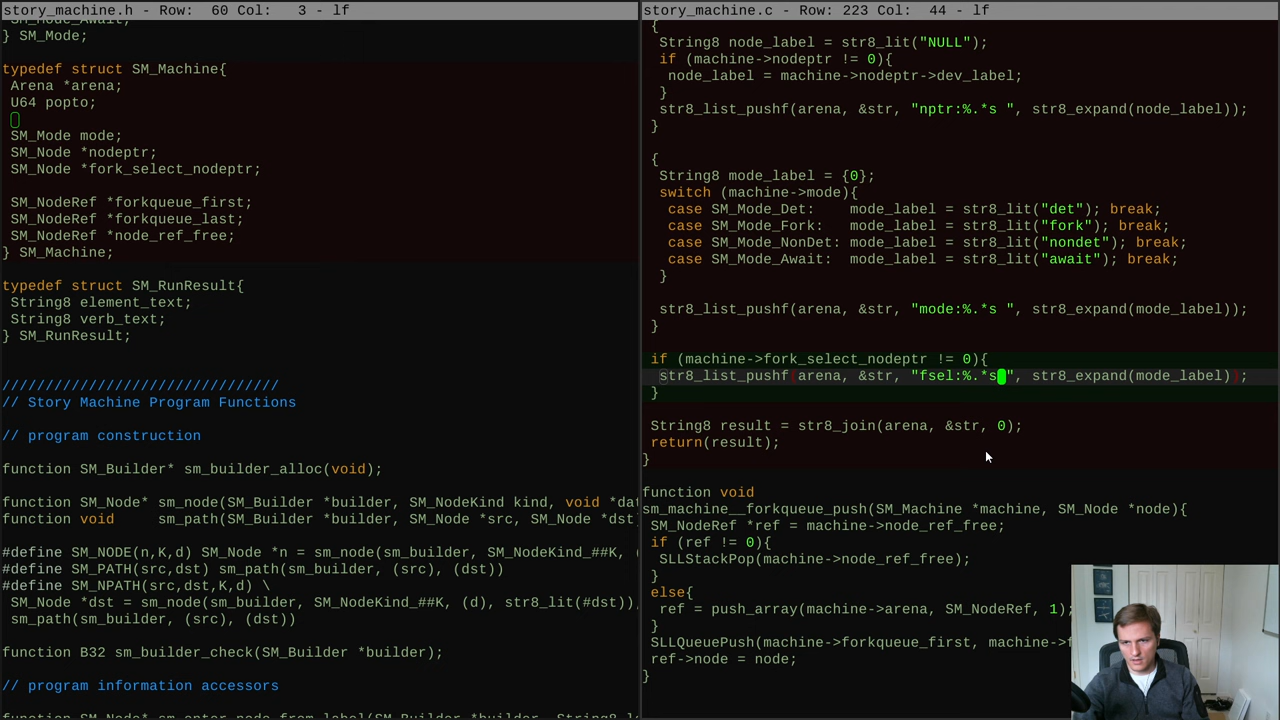 story_machine.h - Row:  60 Col:   3 - lf
SM_Mode_Await,
} SM_Mode;
typedef struct SM_Machine{
 Arena *arena;
 U64 popto;
 SM_Mode mode;
 SM_Node *nodeptr;
 SM_Node *fork_select_nodeptr;
 SM_NodeRef *forkqueue_first;
 SM_NodeRef *forkqueue_last;
 SM_NodeRef *node_ref_free;
} SM_Machine;
typedef struct SM_RunResult{
 String8 element_text;
 String8 verb_text;
} SM_RunResult;
////////////////////////////////
// Story Machine Program Functions
// program construction
function SM_Builder* sm_builder_alloc(void);
function SM_Node* sm_node(SM_Builder *builder, SM_NodeKind kind, void *dat
function void     sm_path(SM_Builder *builder, SM_Node *src, SM_Node *dst
#define SM_NODE(n,K,d) SM_Node *n = sm_node(sm_builder, SM_NodeKind_##K, (
#define SM_PATH(src,dst) sm_path(sm_builder, (src), (dst))
#define SM_NPATH(src,dst,K,d) \
 SM_Node *dst = sm_node(sm_builder, SM_NodeKind_##K, (d), str8_lit(#dst));
 sm_path(sm_builder, (src), (dst))
function B32 sm_builder_check(SM_Builder *builder);
// program information accessors
function SM_Node* sm_enter_node_from_label(SM_Builder *builder, String8 l
story_machine.c - Row: 223 Col:  44 - lf
 {
  String8 node_label = str8_lit("NULL");
  if (machine->nodeptr != 0){
   node_label = machine->nodeptr->dev_label;
  }
  str8_list_pushf(arena, &str, "nptr:%.*s ", str8_expand(node_label));
 }
 {
  String8 mode_label = {0};
  switch (machine->mode){
   case SM_Mode_Det:    mode_label = str8_lit("det"); break;
   case SM_Mode_Fork:   mode_label = str8_lit("fork"); break;
   case SM_Mode_NonDet: mode_label = str8_lit("nondet"); break;
   case SM_Mode_Await:  mode_label = str8_lit("await"); break;
  }
  str8_list_pushf(arena, &str, "mode:%.*s ", str8_expand(mode_label));
 }
 if (machine->fork_select_nodeptr != 0){
  str8_list_pushf(arena, &str, "fsel:%.*s ", str8_expand(mode_label));
 }
 String8 result = str8_join(arena, &str, 0);
 return(result);
}
function void
sm_machine__forkqueue_push(SM_Machine *machine, SM_Node *node){
 SM_NodeRef *ref = machine->node_ref_free;
 if (ref != 0){
  SLLStackPop(machine->node_ref_free);
 }
 else{
  ref = push_array(machine->arena, SM_NodeRef, 1);
 }
 SLLQueuePush(machine->forkqueue_first, machine->f
 ref->node = node;
}